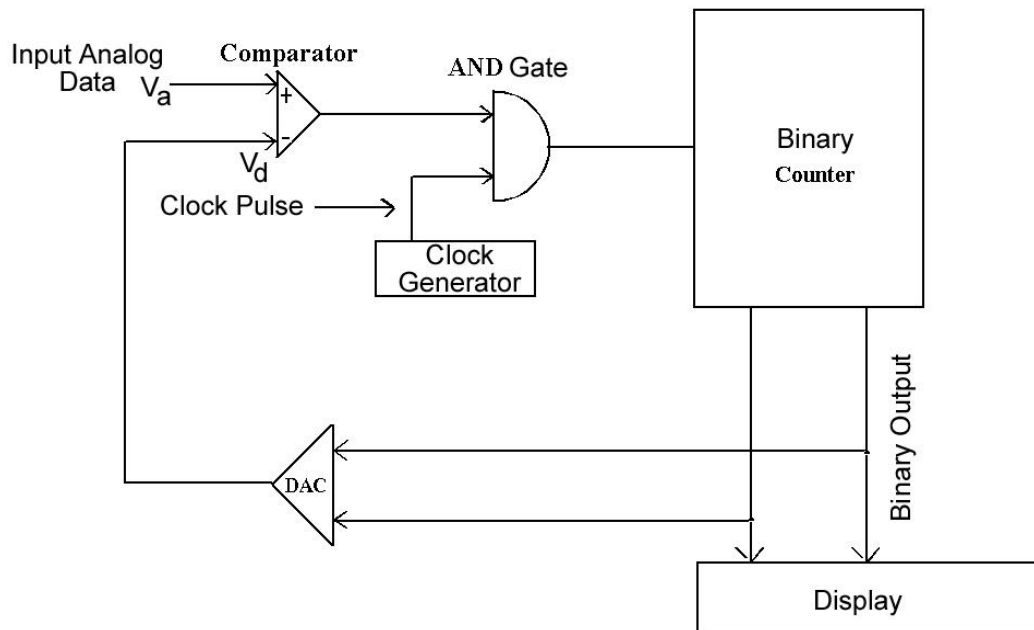 Input Analog
Data
Va
+
-
Vd
Comparator
AND Gate
Clock Pulse
Clock
Generator
Binary
Counter
DAC
Binary Output
Display